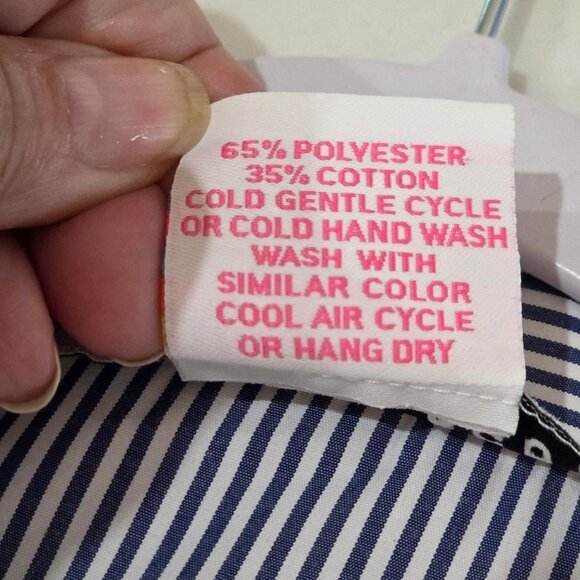 65% POLYESTER
35% COTTON
COLD GENTLE CYCLE
OR COLD HAND WASH
WASH WITH
SIMILAR COLOR
COOL AIR CYCLE
OR HANG DRY